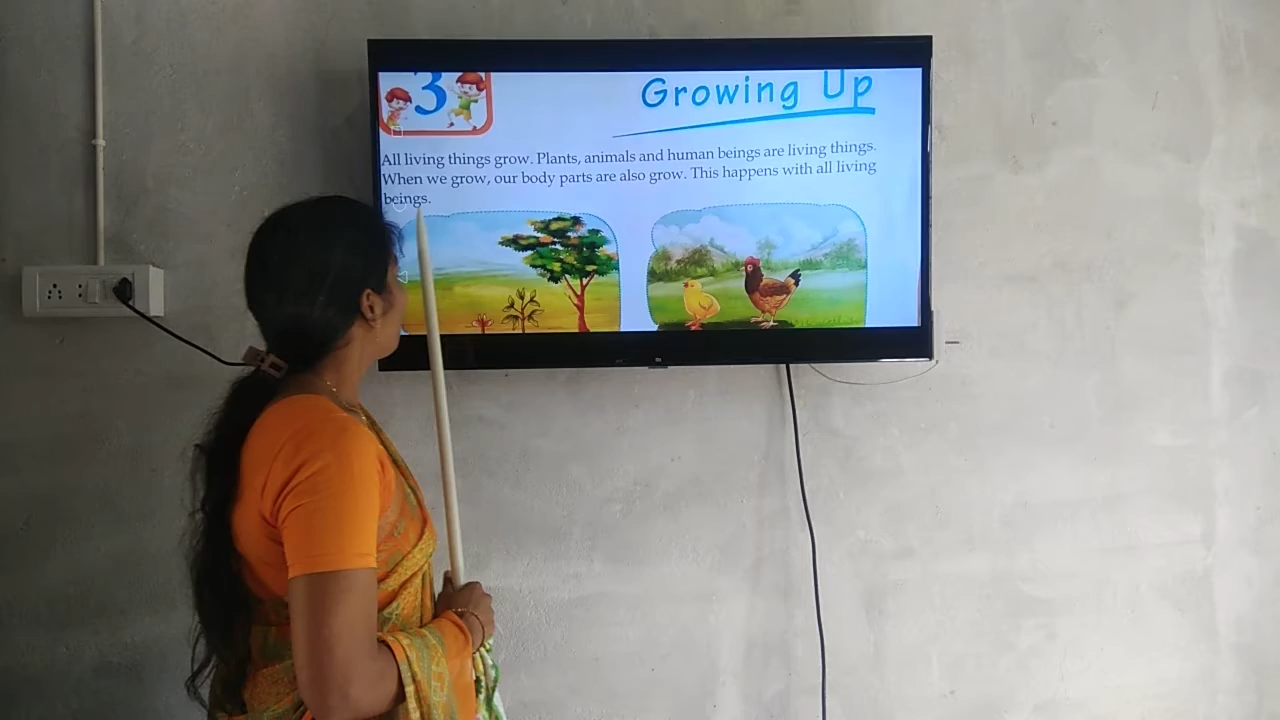 3
Growing Up
All living things grow. Plants, animals and human beings are living things.
When we grow, our body parts are also grow. This happens with all living
beings.